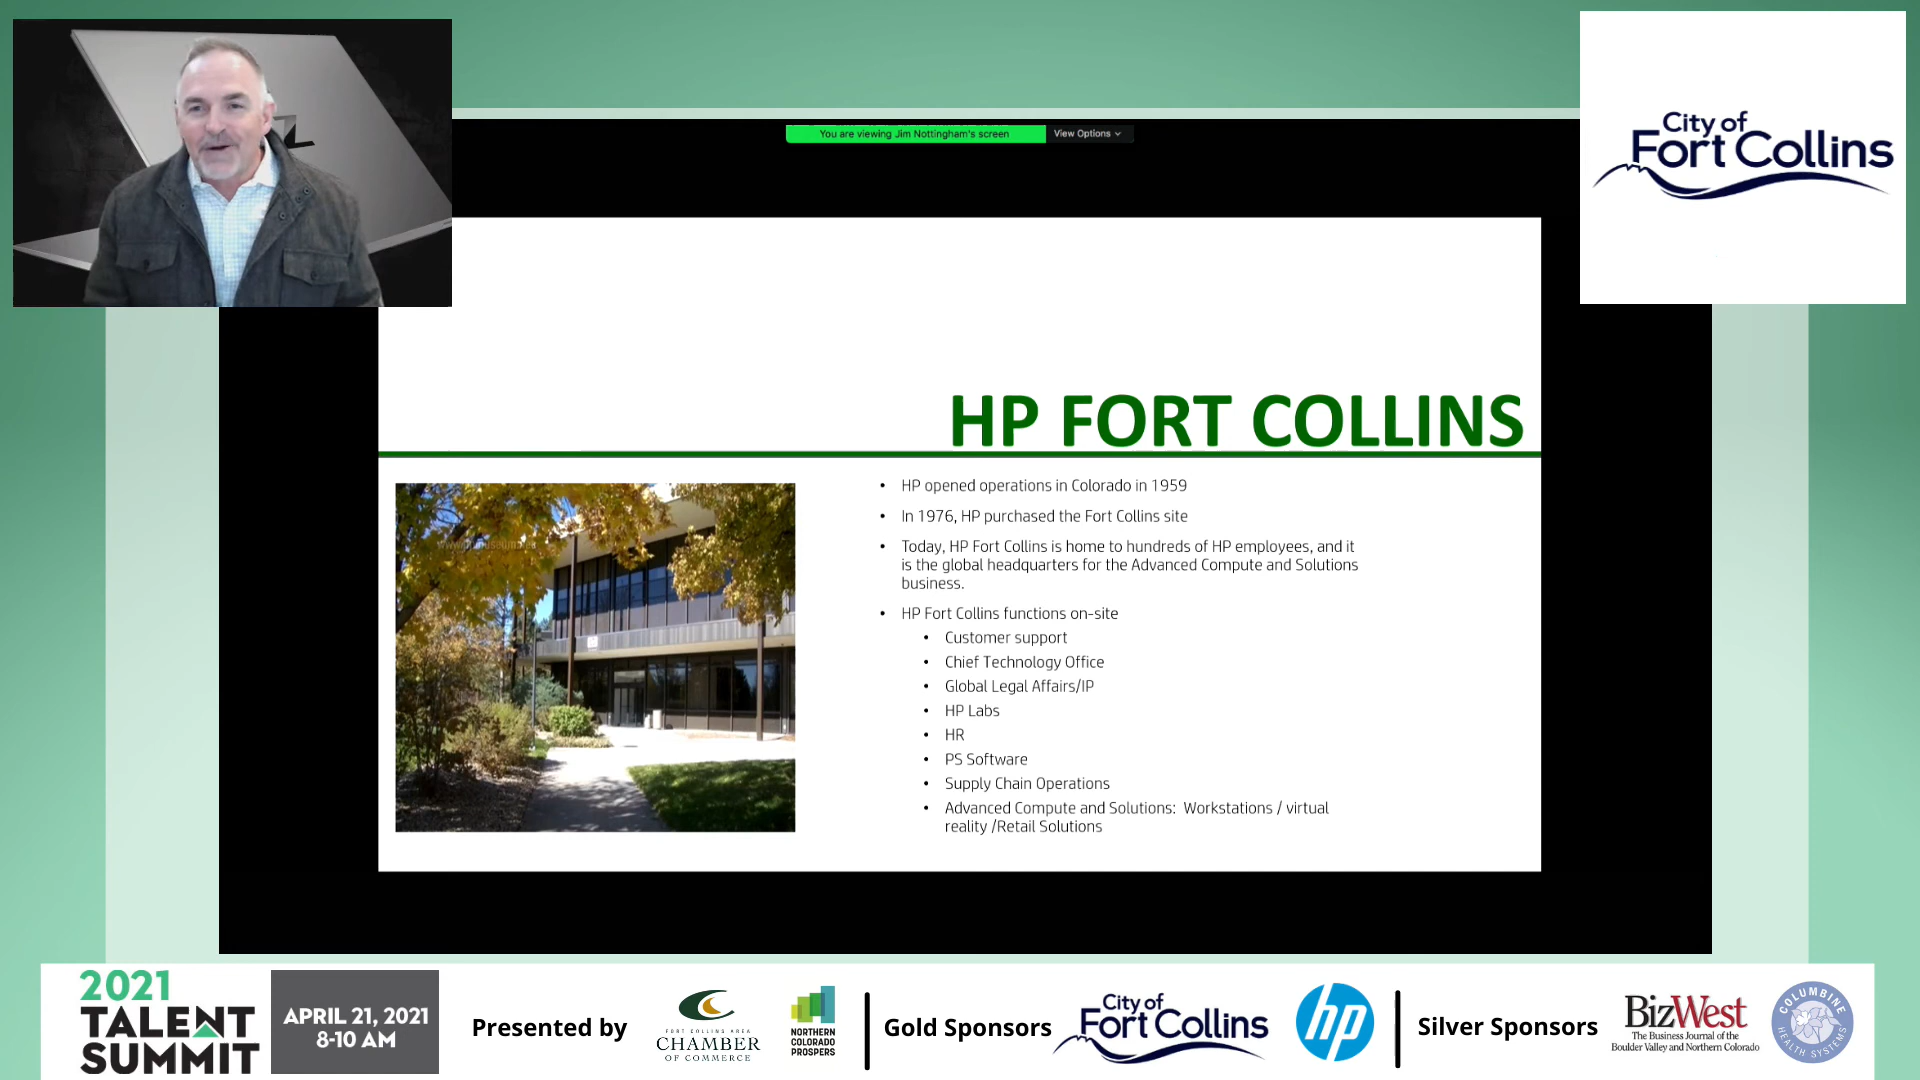 City of
Fort Collins
You are viewing Jim Nottingham's screen
View Options
HP FORT COLLINS
• HP opened operations in Colorado in 1959
• In 1976, HP purchased the Fort Collins site
• Today, HP Fort Collins is home to hundreds of HP employees, and it
is the global headquarters for the Advanced Compute and Solutions
business.
• HP Fort Collins functions on-site
• Customer support
• Chief Technology Office
• Global Legal Affairs/IP
• HP Labs
• HR
• PS Software
• Supply Chain Operations
• Advanced Compute and Solutions: Workstations / virtual
reality /Retail Solutions
2021
TALENT
SUMMIT
APRIL 21, 2021
8-10 AM
Presented by
FORT COLLINS AREA
CHAMBER
OF COMMERCE
NORTHERN
COLORADO
PROSPERS
Gold Sponsors
City of
Fort Collins
hp
Silver Sponsors
BizWest
The Business Journal of the
Boulder Valley and Northern Colorado
COLUMBINE
HEALTH SYSTEMS